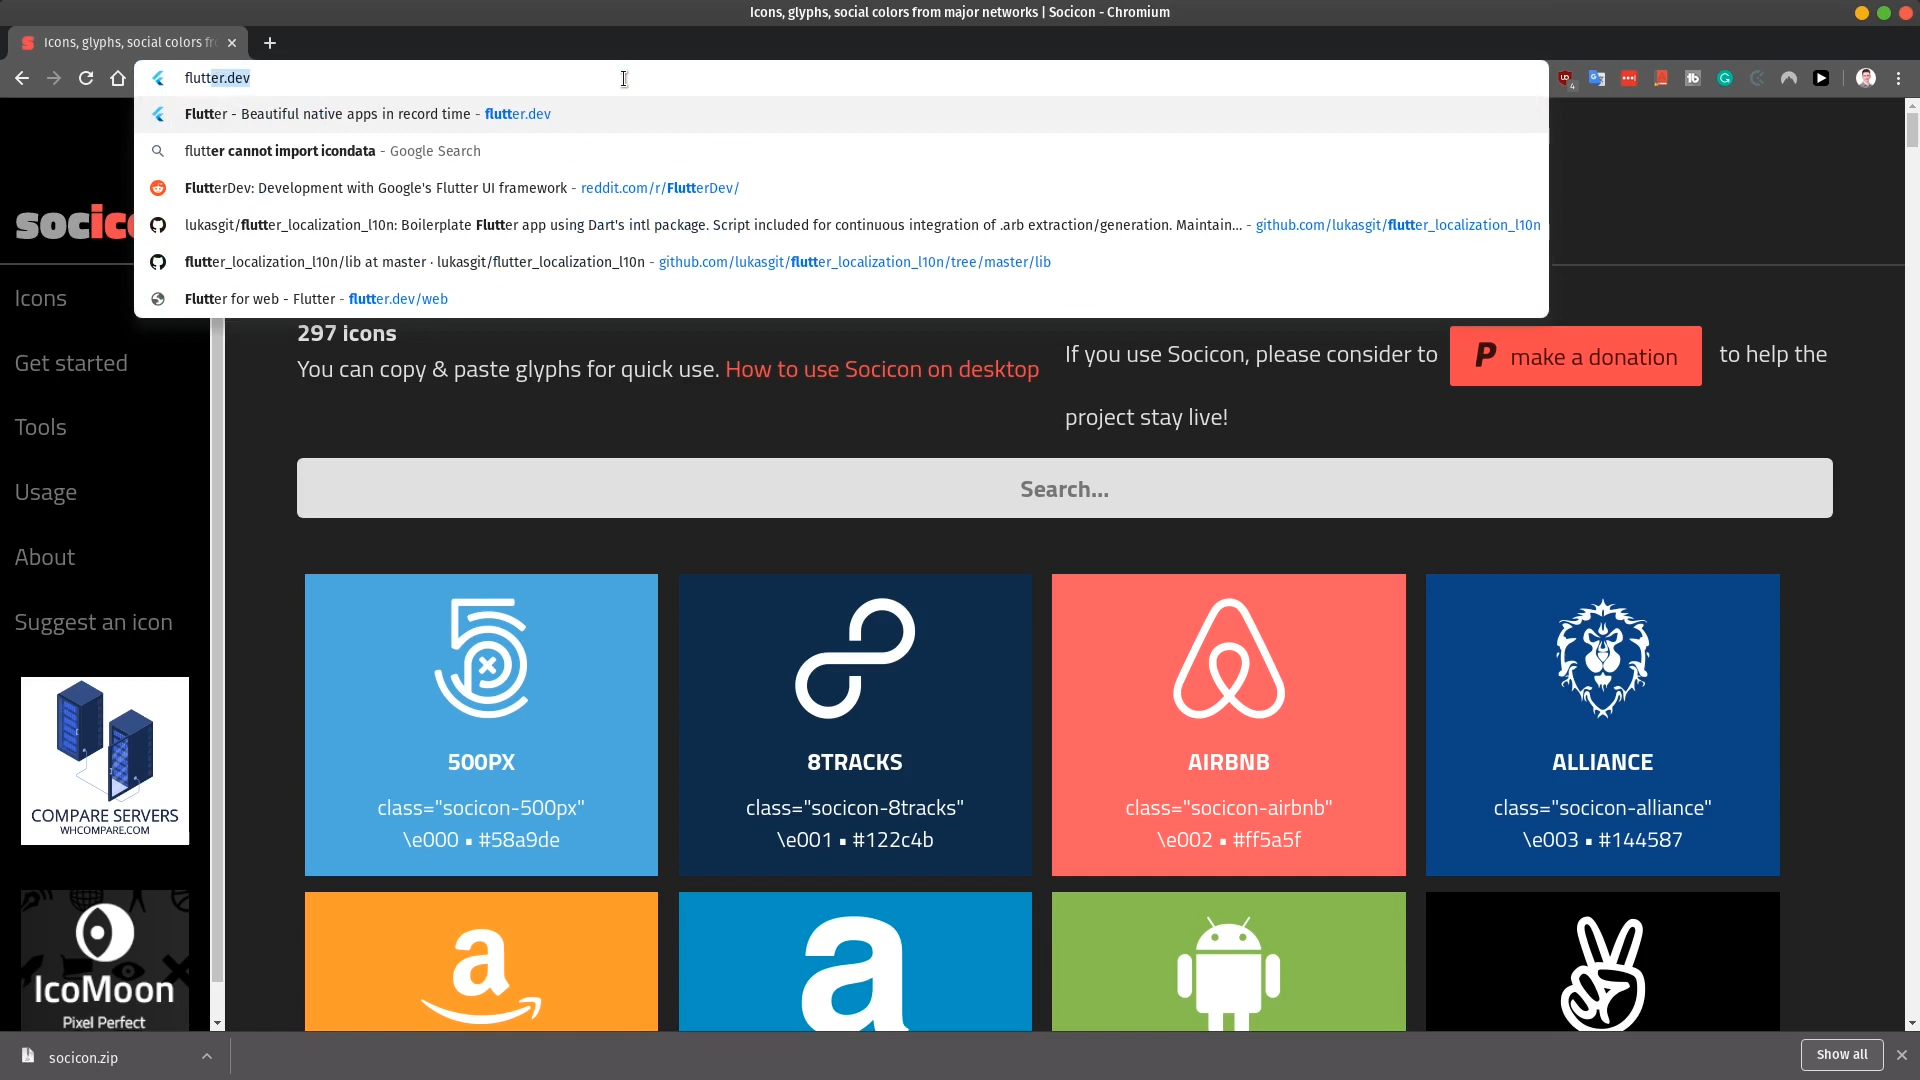 Icons, glyphs, social colors from major networks | Socicon - Chromium
Icons, glyphs, social colors fr
flutter.dev
Flutter - Beautiful native apps in record time - flutter.dev
flutter cannot import icondata - Google Search
FlutterDev: Development with Google's Flutter UI framework - reddit.com/r/FlutterDev/
lukasgit/flutter_localization_l10n: Boilerplate Flutter app using Dart's intl package. Script included for continuous integration of .arb extraction/generation. Maintain... - github.com/lukasgit/flutter_localization_l10n
flutter_localization_l10n/lib at master · lukasgit/flutter_localization_l10n - github.com/lukasgit/flutter_localization_l10n/tree/master/lib
Flutter for web - Flutter - flutter.dev/web
4
socic
Icons
Get started
Tools
Usage
About
Suggest an icon
COMPARE SERVERS
WHCOMPARE.COM
IcoMoon
Pixel Perfect
297 icons
You can copy & paste glyphs for quick use. How to use Socicon on desktop
If you use Socicon, please consider to make a donation to help the
project stay live!
Search...
500PX
class="socicon-500px"
\e000 ▪ #58a9de
8TRACKS
class="socicon-8tracks"
\e001 ▪ #122c4b
AIRBNB
class="socicon-airbnb"
\e002 ▪ #ff5a5f
ALLIANCE
class="socicon-alliance"
\e003 ▪ #144587
socicon.zip
Show all